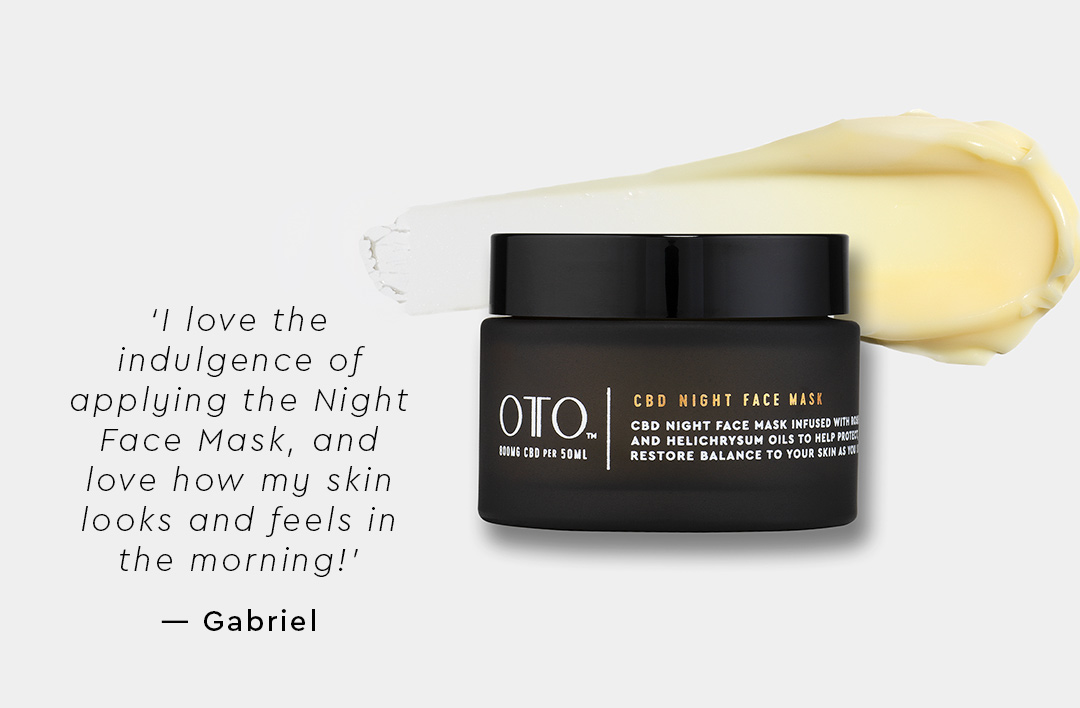 ‘I love the
indulgence of
applying the Night
Face Mask, and
love how my skin
looks and feels in
the morning!’
— Gabriel
OTO™
800MG CBD PER 50ML
CBD NIGHT FACE MASK
CBD NIGHT FACE MASK INFUSED WITH
AND HELICHRYSUM OILS TO HELP PROTECT
RESTORE BALANCE TO YOUR SKIN AS YOU